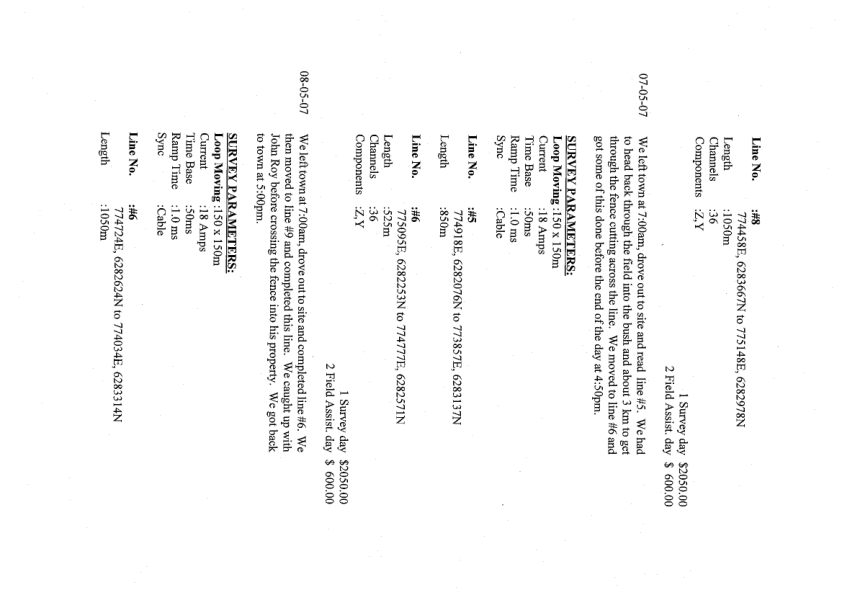 Line No. :#8
774458E, 6283667N to 775148E, 6282978N
Length :1050m
Channels :36
Components :Z,Y
1 Survey day $2050.00
2 Field Assist. day $ 600.00
07-05-07 We left town at 7:00am, drove out to site and read line #5. We had
to head back through the field into the bush and about 3 km to get
through the fence cutting across the line. We moved to line #6 and
got some of this done before the end of the day at 4:50pm.
SURVEY PARAMETERS:
Loop Moving :150 x 150m
Current :18 Amps
Time Base :50ms
Ramp Time :1.0 ms
Sync :Cable
Line No. :#5
774918E, 6282076N to 773857E, 6283137N
Length :850m
Line No. :#6
775095E, 6282253N to 774777E, 6282571N
Length :525m
Channels :36
Components :Z,Y
1 Survey day $2050.00
2 Field Assist. day $ 600.00
08-05-07 We left town at 7:00am, drove out to site and completed line #6. We
then moved to line #9 and completed this line. We caught up with
John Roy before crossing the fence into his property. We got back
to town at 5:00pm.
SURVEY PARAMETERS:
Loop Moving :150 x 150m
Current :18 Amps
Time Base :50ms
Ramp Time :1.0 ms
Sync :Cable
Line No. :#6
774724E, 6282624N to 774034E, 6283314N
Length :1050m